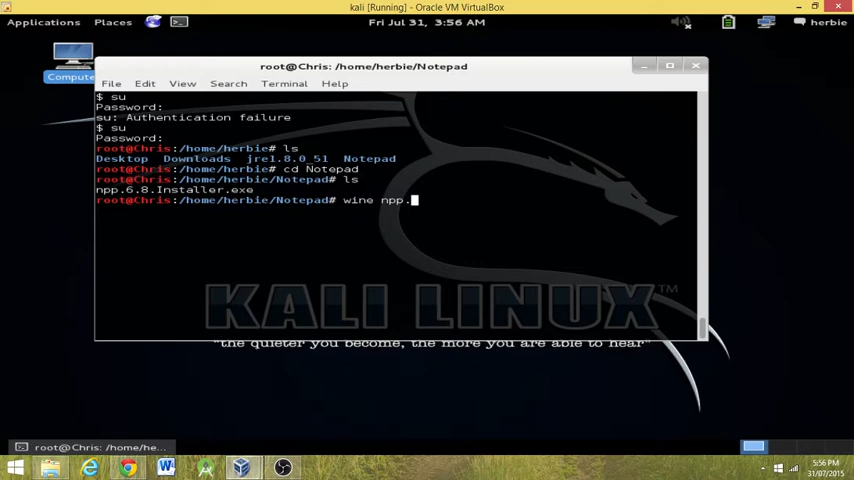 kali [Running] - Oracle VM VirtualBox
Applications Places Fri Jul 31, 3:56 AM herbie
Compute
root@Chris: /home/herbie/Notepad
File Edit View Search Terminal Help
$ su
Password:
su: Authentication failure
$ su
Password:
root@Chris:/home/herbie# ls
Desktop Downloads jre1.8.0_51 Notepad
root@Chris:/home/herbie# cd Notepad
root@Chris:/home/herbie/Notepad# ls
npp.6.8.Installer.exe
root@Chris:/home/herbie/Notepad# wine npp.
KALI LINUX™
"the quieter you become, the more you are able to hear"
root@Chris: /home/he...
5:56 PM
31/07/2015